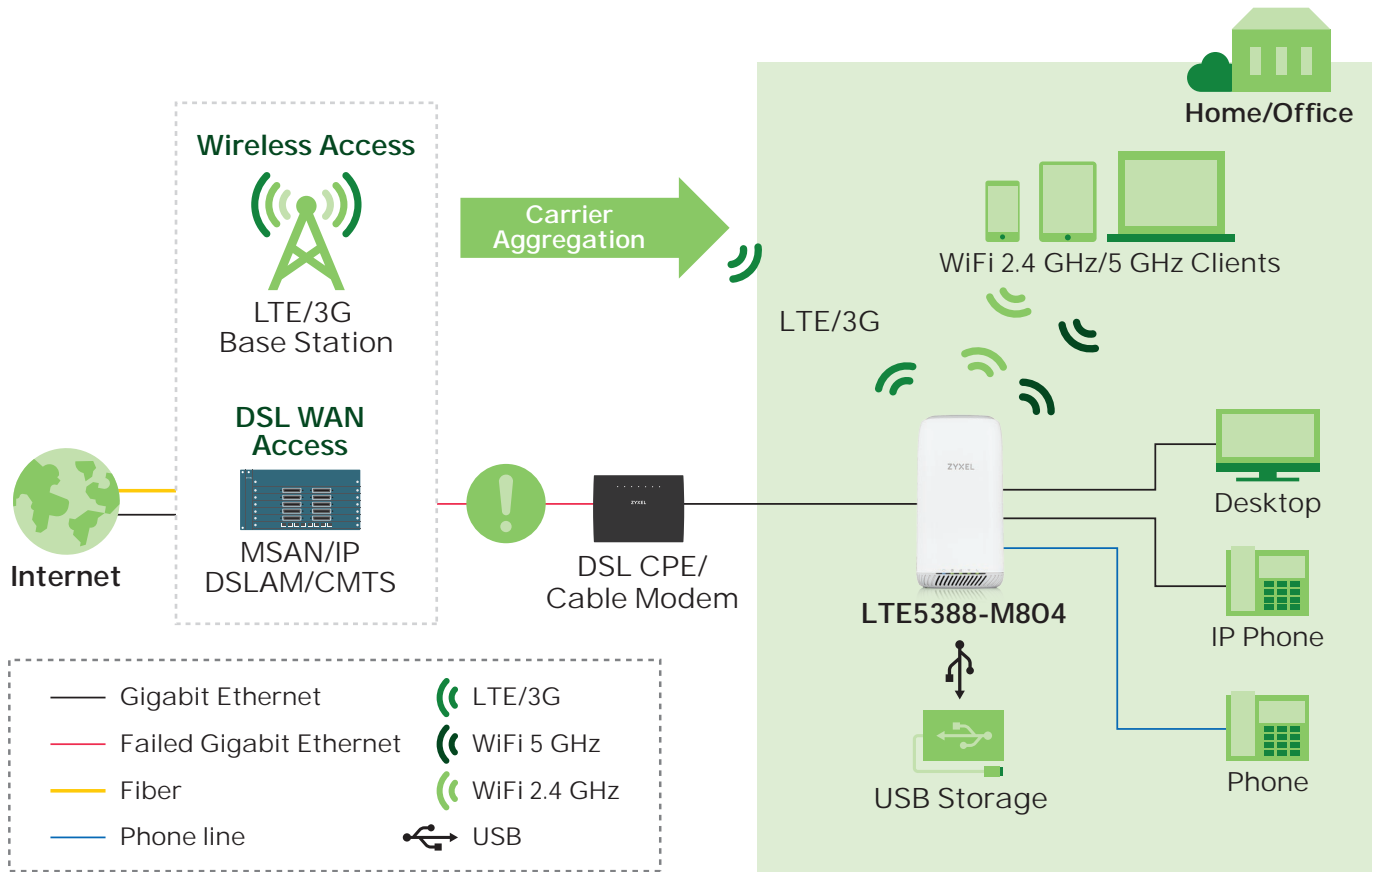 Home/Office
Wireless Access
LTE/3G
Base Station
Carrier
Aggregation
WiFi 2.4 GHz/5 GHz Clients
LTE/3G
DSL WAN
Access
MSAN/IP
DSLAM/CMTS
Internet
ZYXEL
DSL CPE/
Cable Modem
ZYXEL
LTE5388-M804
Desktop
IP Phone
Phone
USB Storage
Gigabit Ethernet
Failed Gigabit Ethernet
Fiber
Phone line
LTE/3G
WiFi 5 GHz
WiFi 2.4 GHz
USB